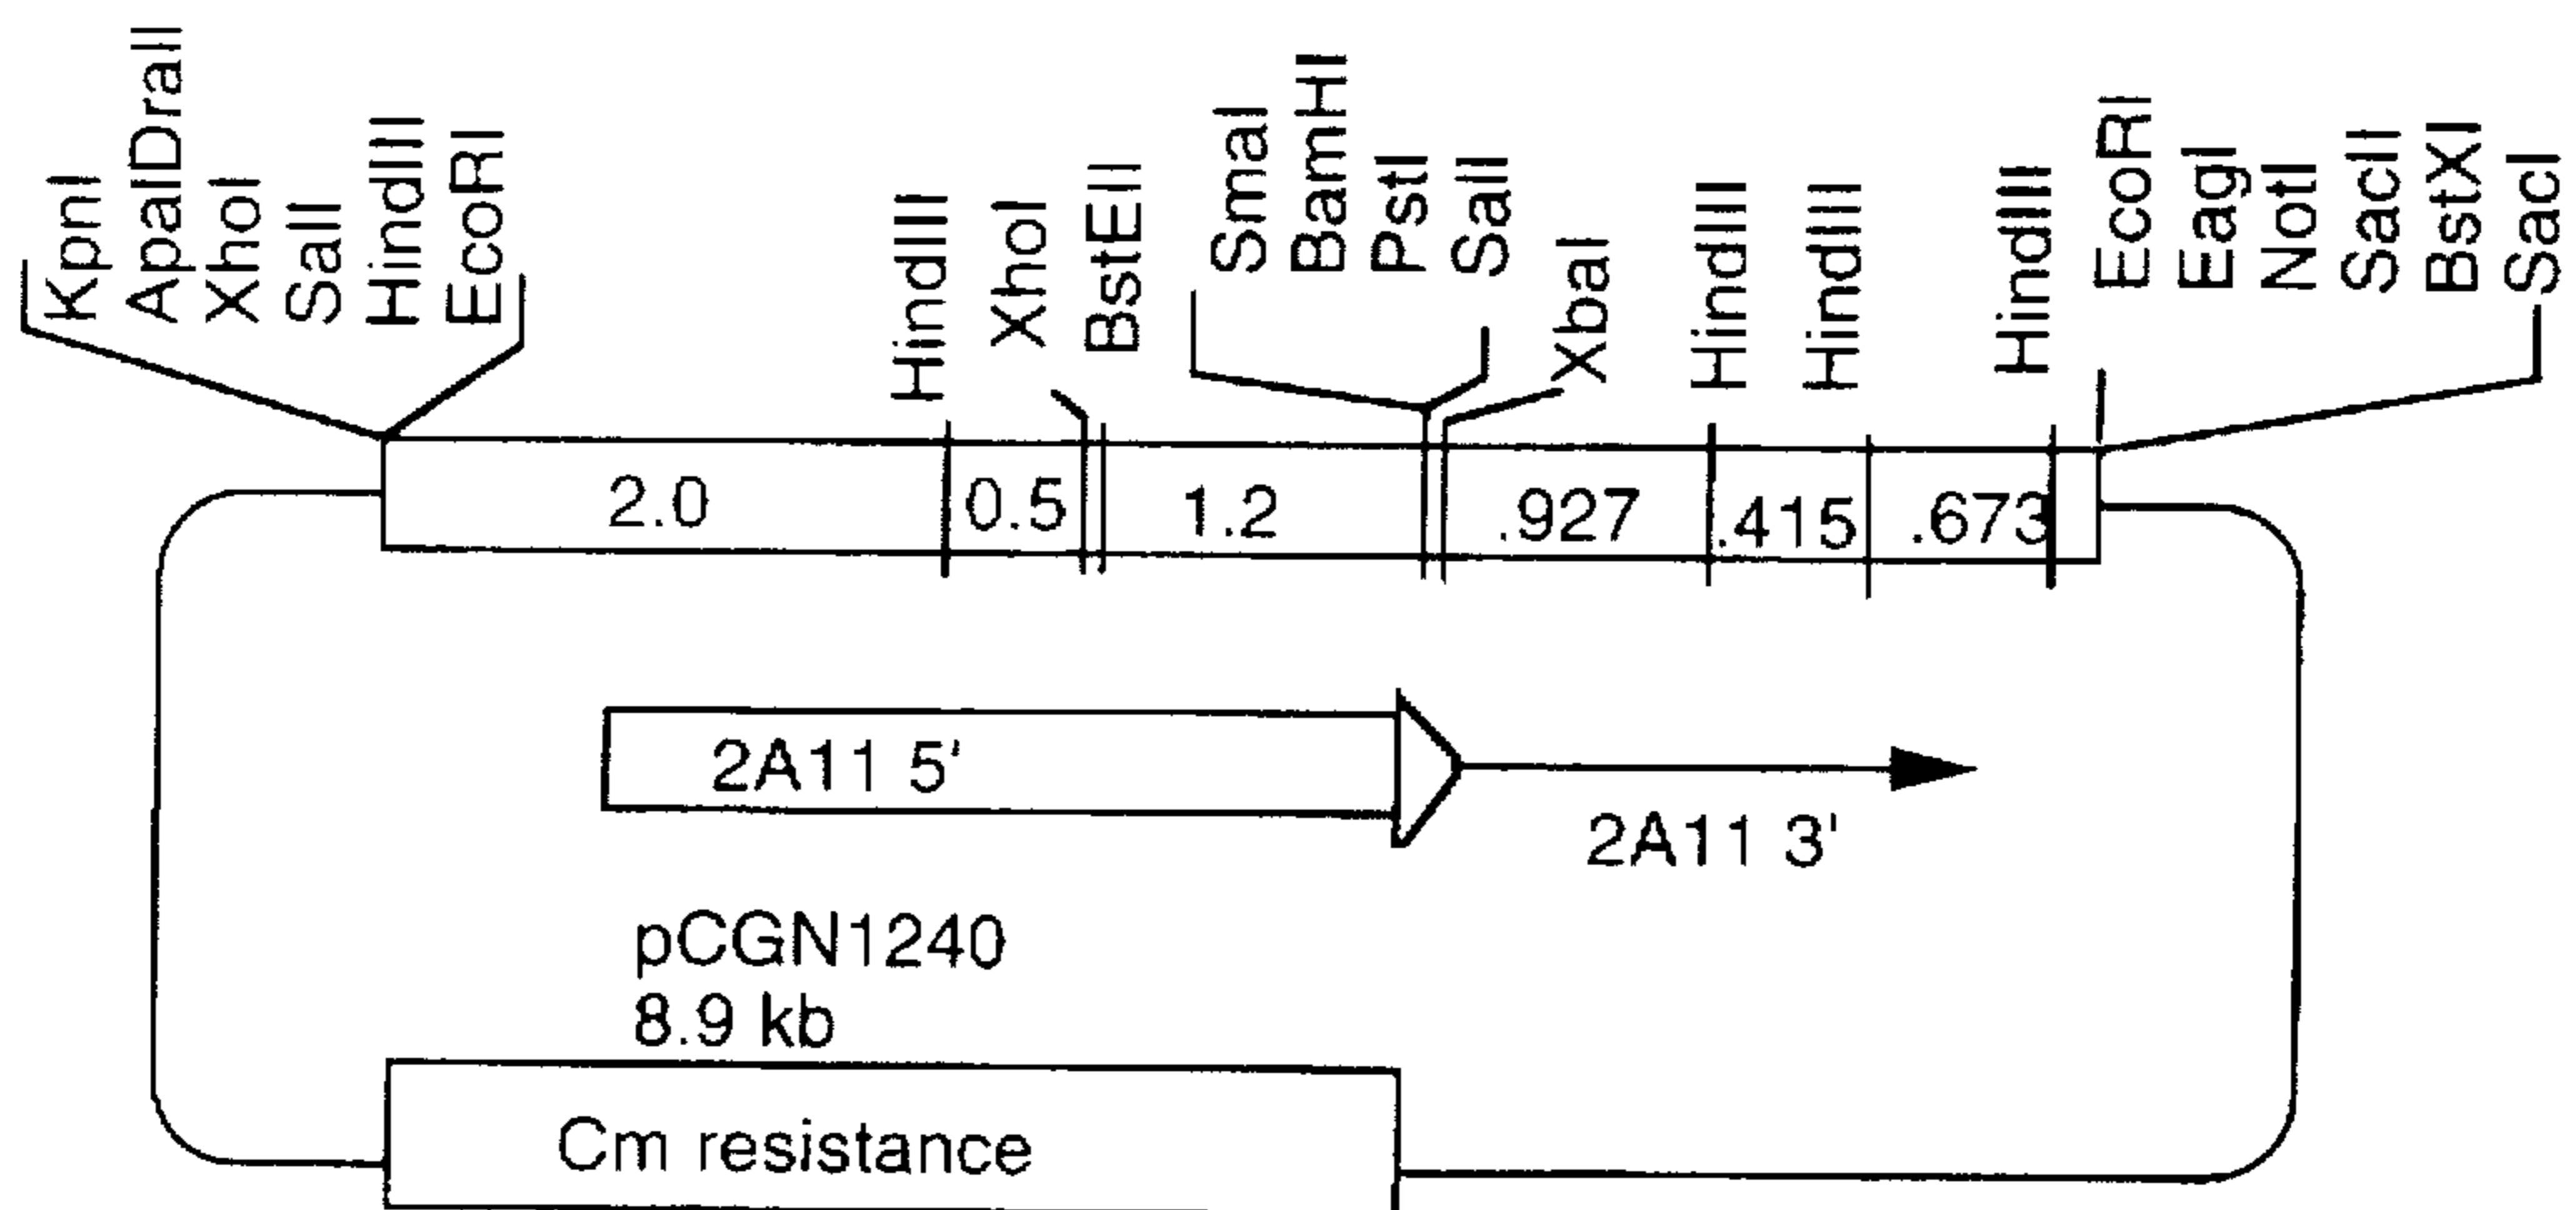 KpnI
ApaIDraII
XhoI
SalI
HindIII
EcoRI
HindIII
XhoI
BstEII
SmaI
BamHI
PstI
SalI
XbaI
HindIII
HindIII
HindIII
EcoRI
EagI
NotI
SacII
BstXI
SacI
2.0
0.5
1.2
.927
.415
.673
2A11 5'
2A11 3'
pCGN1240
8.9 kb
Cm resistance